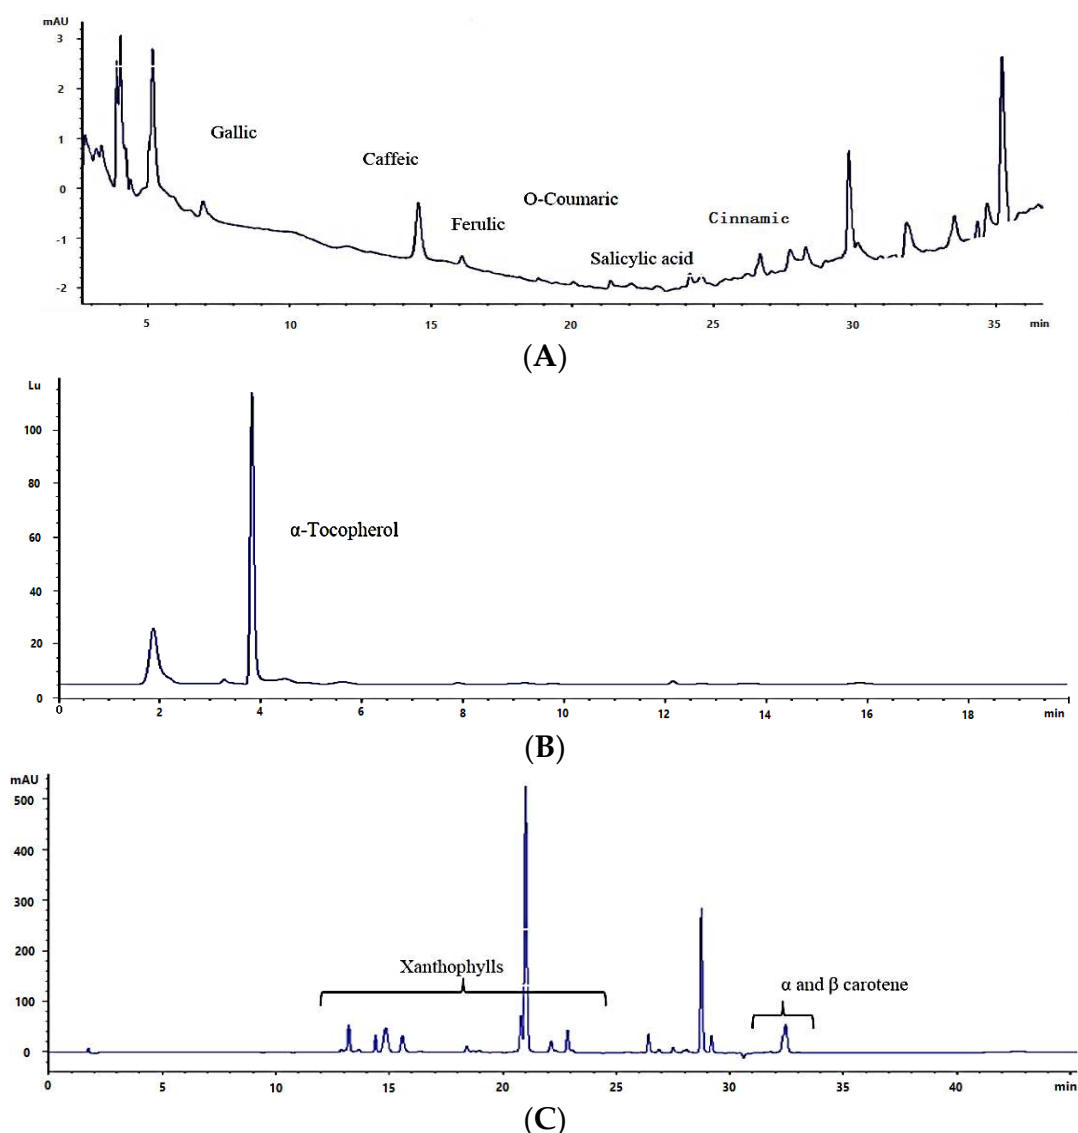 mAU
3
2
1
0
-1
-2
Gallic
Caffeic
Ferulic
O-Coumaric
Salicylic acid
Cinnamic
5 10 15 20 25 30 35 min
(A)
Lu
100
80
60
40
20
0
α-Tocopherol
0 2 4 6 8 10 12 14 16 18 min
(B)
mAU
500
400
300
200
100
0
Xanthophylls
α and β carotene
0 5 10 15 20 25 30 35 40 min
(C)